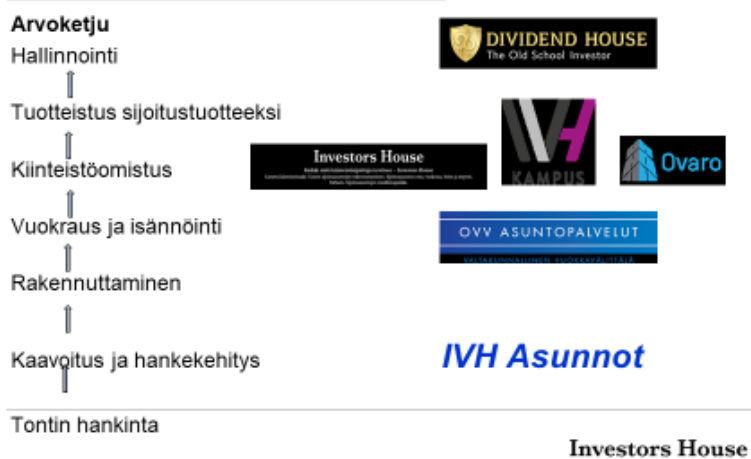 Arvoketju
Hallinnointi
DIVIDEND HOUSE
The Old School Investor
Tuotteistus sijoitustuotteeksi
IVH
KAMPUS
Kiinteistöomistus
Investors House
Ovaro
Vuokraus ja isännöinti
OVV ASUNTOPALVELUT
VALTAKUNNALLINEN VUOKRAVÄLITTÄJÄ
Rakennuttaminen
Kaavoitus ja hankekehitys
IVH Asunnot
Tontin hankinta
Investors House